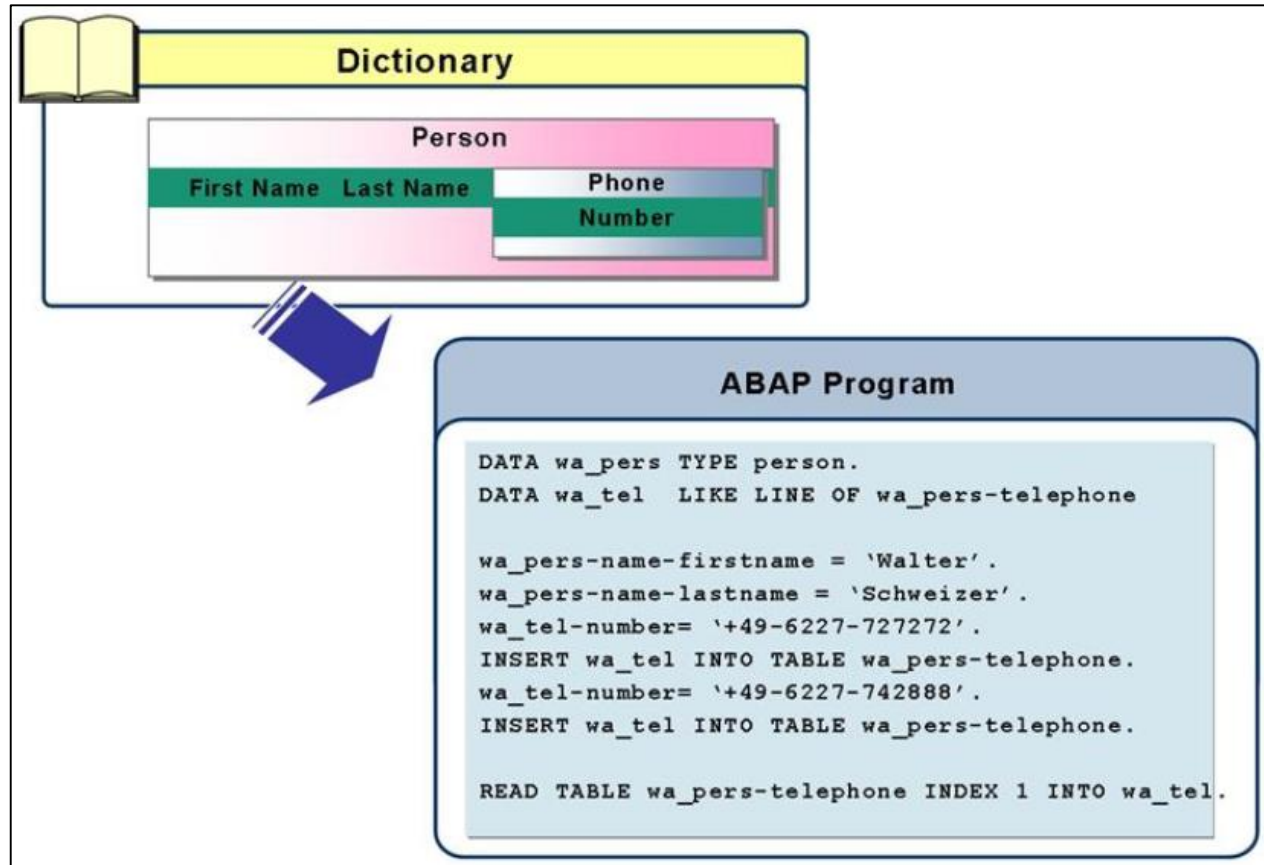 Dictionary
Person
First Name Last Name Phone
Number
ABAP Program
DATA wa_pers TYPE person.
DATA wa_tel  LIKE LINE OF wa_pers-telephone
wa_pers-name-firstname = ‘Walter’.
wa_pers-name-lastname = ‘Schweizer’.
wa_tel-number= ‘+49-6227-727272’.
INSERT wa_tel INTO TABLE wa_pers-telephone.
wa_tel-number= ‘+49-6227-742888’.
INSERT wa_tel INTO TABLE wa_pers-telephone.
READ TABLE wa_pers-telephone INDEX 1 INTO wa_tel.